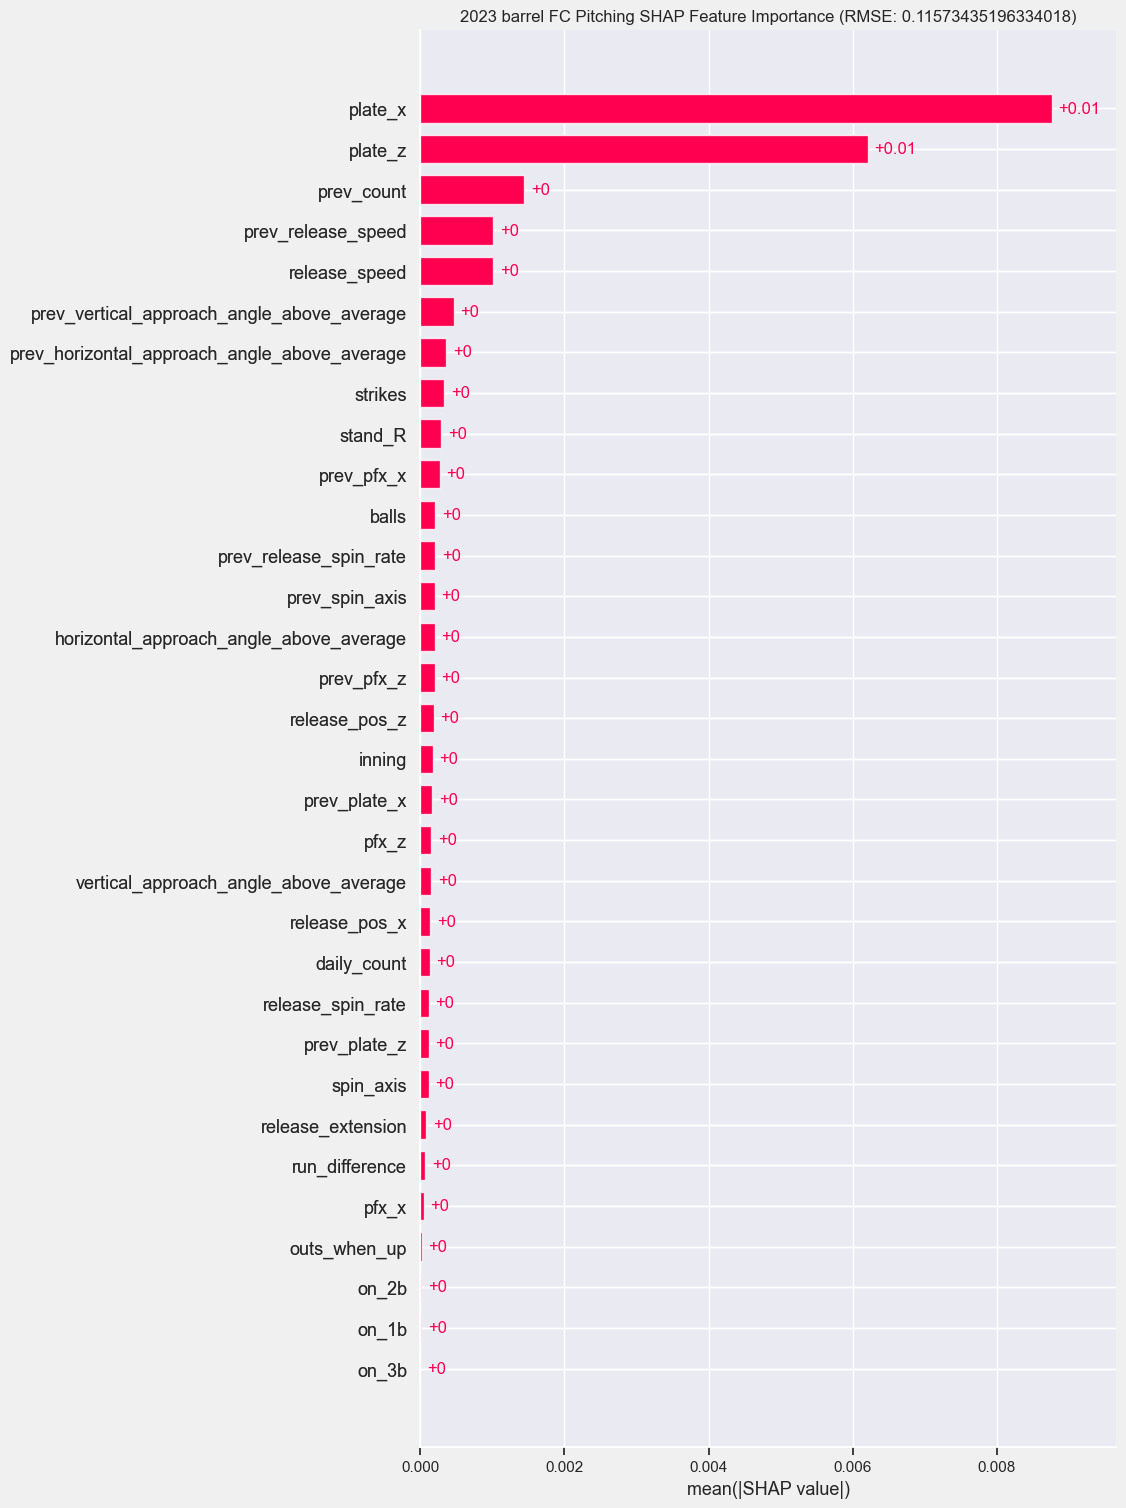 2023 barrel FC Pitching SHAP Feature Importance (RMSE: 0.11573435196334018)
plate_x +0.01
plate_z +0.01
prev_count +0
prev_release_speed +0
release_speed +0
prev_vertical_approach_angle_above_average +0
prev_horizontal_approach_angle_above_average +0
strikes +0
stand_R +0
prev_pfx_x +0
balls +0
prev_release_spin_rate +0
prev_spin_axis +0
horizontal_approach_angle_above_average +0
prev_pfx_z +0
release_pos_z +0
inning +0
prev_plate_x +0
pfx_z +0
vertical_approach_angle_above_average +0
release_pos_x +0
daily_count +0
release_spin_rate +0
prev_plate_z +0
spin_axis +0
release_extension +0
run_difference +0
pfx_x +0
outs_when_up +0
on_2b +0
on_1b +0
on_3b +0
0.000 0.002 0.004 0.006 0.008
mean(|SHAP value|)